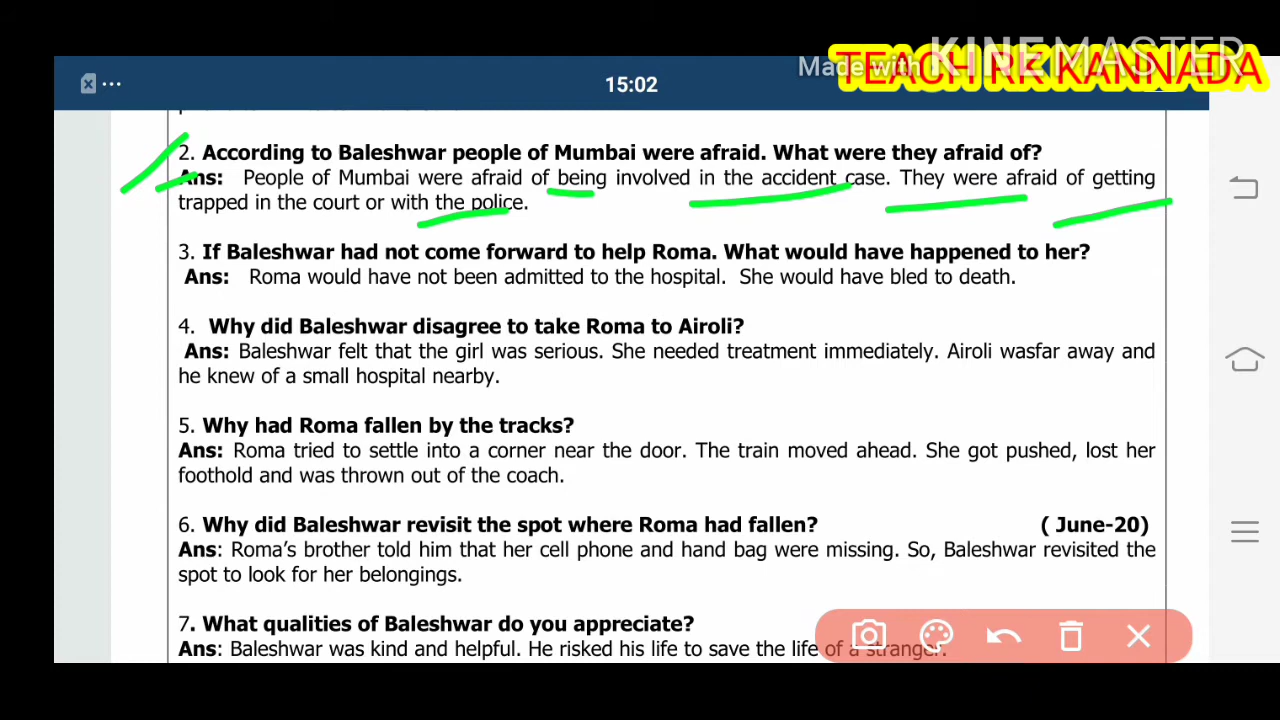 Made with KINEMASTER
TEACH RK KANNADA
15:02
2. According to Baleshwar people of Mumbai were afraid. What were they afraid of?
Ans: People of Mumbai were afraid of being involved in the accident case. They were afraid of getting
trapped in the court or with the police.
3. If Baleshwar had not come forward to help Roma. What would have happened to her?
Ans: Roma would have not been admitted to the hospital. She would have bled to death.
4. Why did Baleshwar disagree to take Roma to Airoli?
Ans: Baleshwar felt that the girl was serious. She needed treatment immediately. Airoli wasfar away and
he knew of a small hospital nearby.
5. Why had Roma fallen by the tracks?
Ans: Roma tried to settle into a corner near the door. The train moved ahead. She got pushed, lost her
foothold and was thrown out of the coach.
6. Why did Baleshwar revisit the spot where Roma had fallen? ( June-20)
Ans: Roma’s brother told him that her cell phone and hand bag were missing. So, Baleshwar revisited the
spot to look for her belongings.
7. What qualities of Baleshwar do you appreciate?
Ans: Baleshwar was kind and helpful. He risked his life to save the life of a stranger.